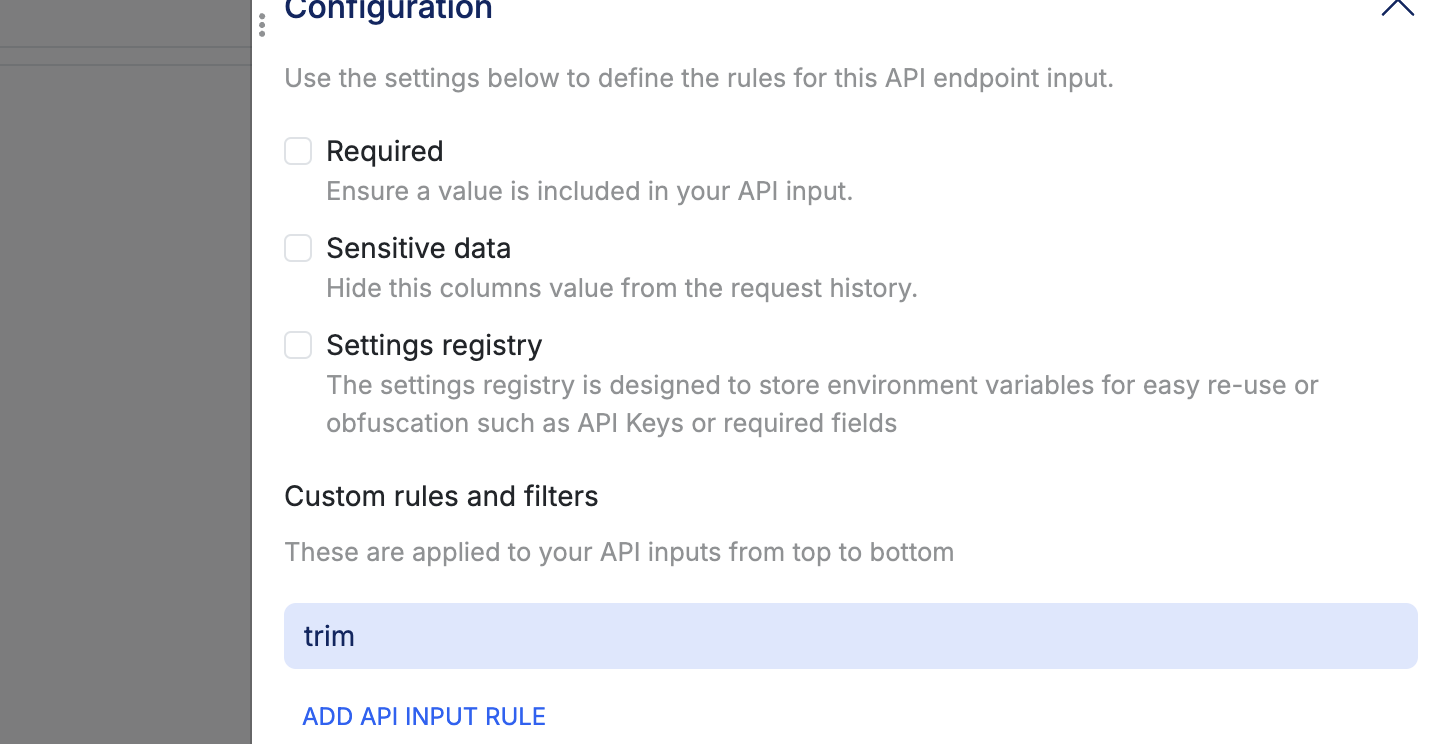 Configuration
Use the settings below to define the rules for this API endpoint input.
Required
Ensure a value is included in your API input.
Sensitive data
Hide this columns value from the request history.
Settings registry
The settings registry is designed to store environment variables for easy re-use or
obfuscation such as API Keys or required fields
Custom rules and filters
These are applied to your API inputs from top to bottom
trim
ADD API INPUT RULE